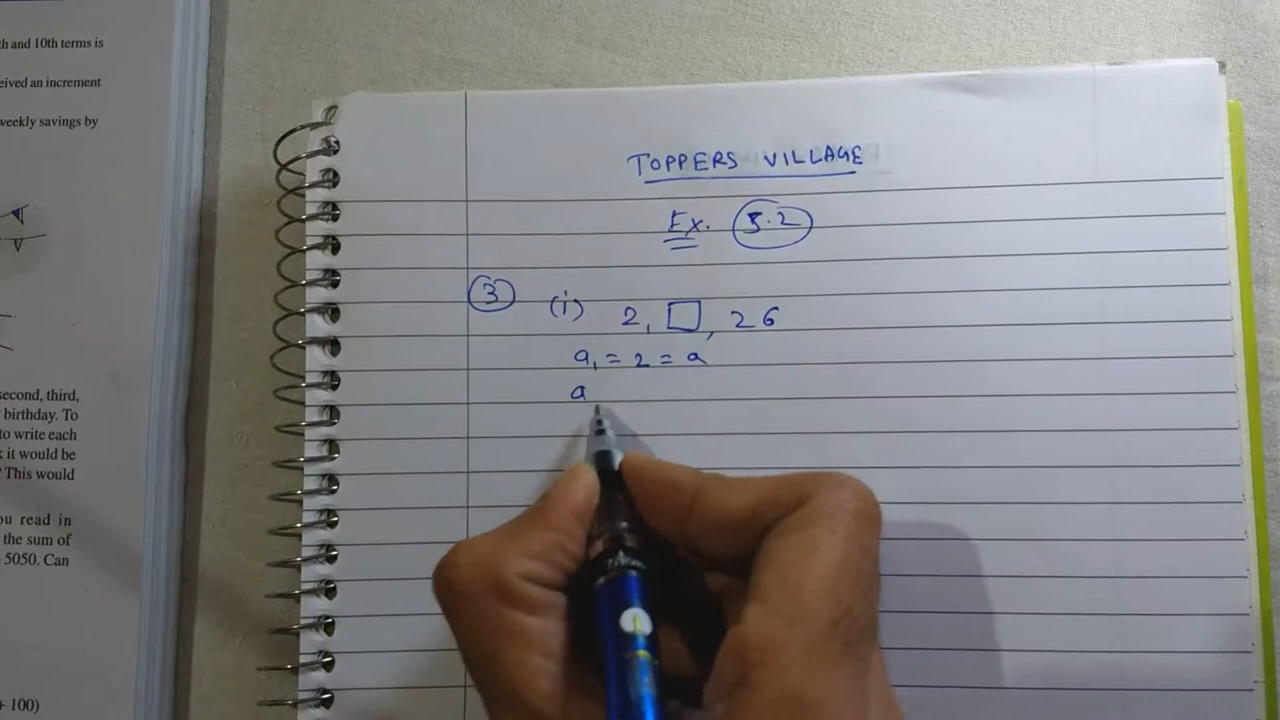 th and 10th terms is
eived an increment
weekly savings by
second, third,
birthday. To
to write each
it would be
This would
ou read in
the sum of
5050. Can
+ 100)
TOPPERS VILLAGE
Ex. 5.2
3 (i) 2, □, 26
a₁ = 2 = a
a